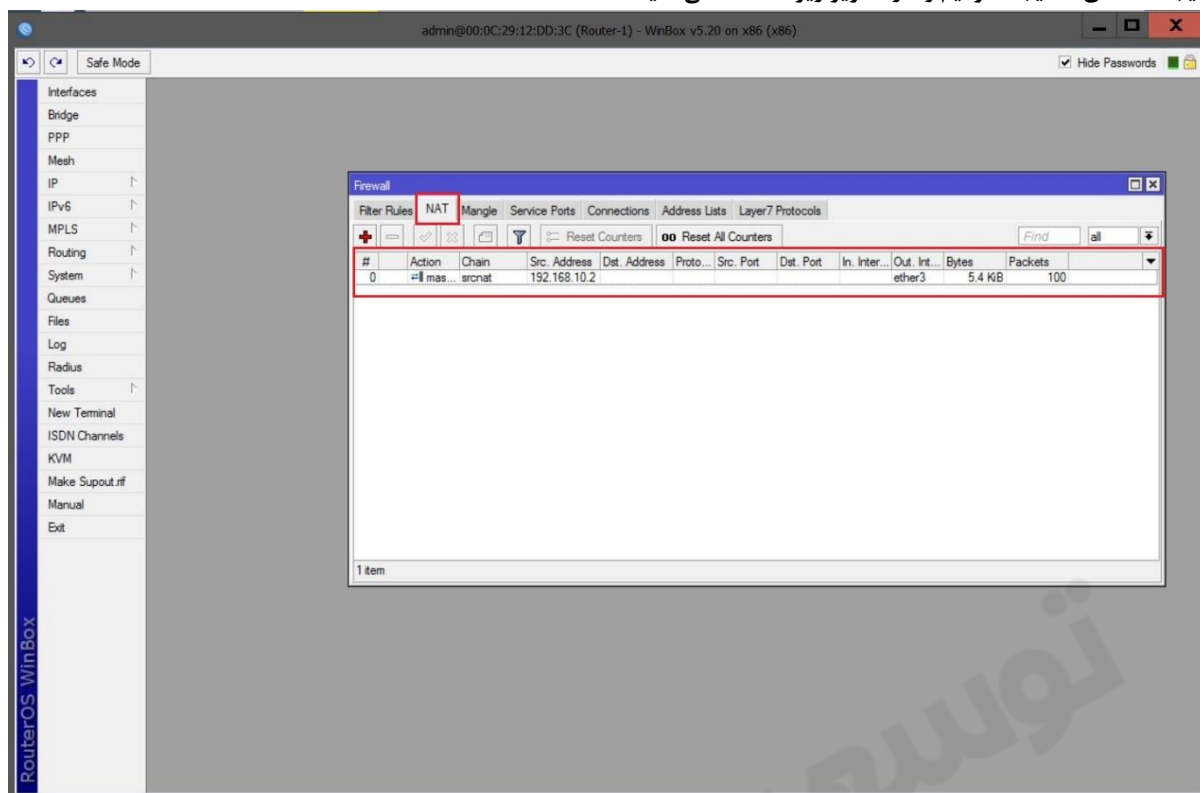 admin@00:0C:29:12:DD:3C (Router-1) - WinBox v5.20 on x86 (x86)
Safe Mode
Hide Passwords
Interfaces
Bridge
PPP
Mesh
IP
IPv6
MPLS
Routing
System
Queues
Files
Log
Radius
Tools
New Terminal
ISDN Channels
KVM
Make Supout.rif
Manual
Exit
RouterOS WinBox
Firewall
Filter Rules NAT Mangle Service Ports Connections Address Lists Layer7 Protocols
Reset Counters 00 Reset All Counters Find all
# Action Chain Src. Address Dst. Address Proto... Src. Port Dst. Port In. Inter... Out. Int... Bytes Packets
0 mas... srcnat 192.168.10.2 ether3 5.4 KiB 100
1 item